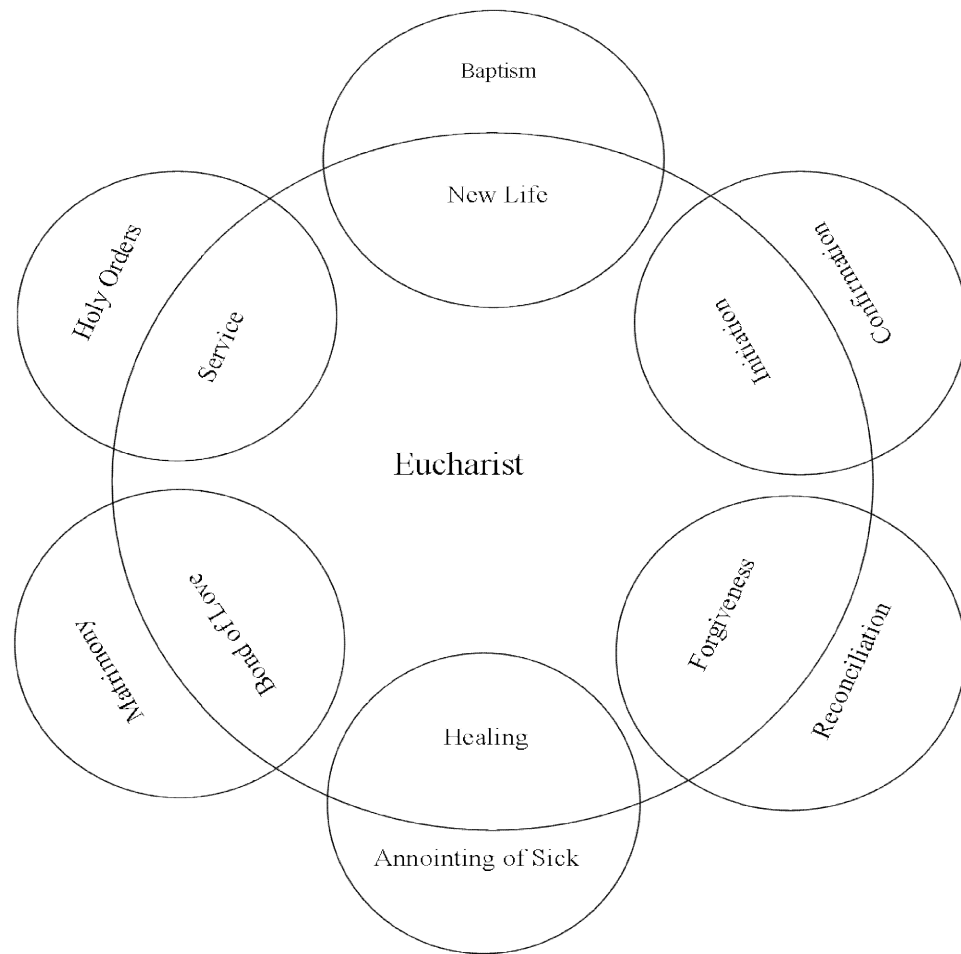 Baptism
New Life
Holy Orders
Service
Confirmation
Initiation
Eucharist
Matrimony
Bond of Love
Forgiveness
Reconciliation
Healing
Annointing of Sick